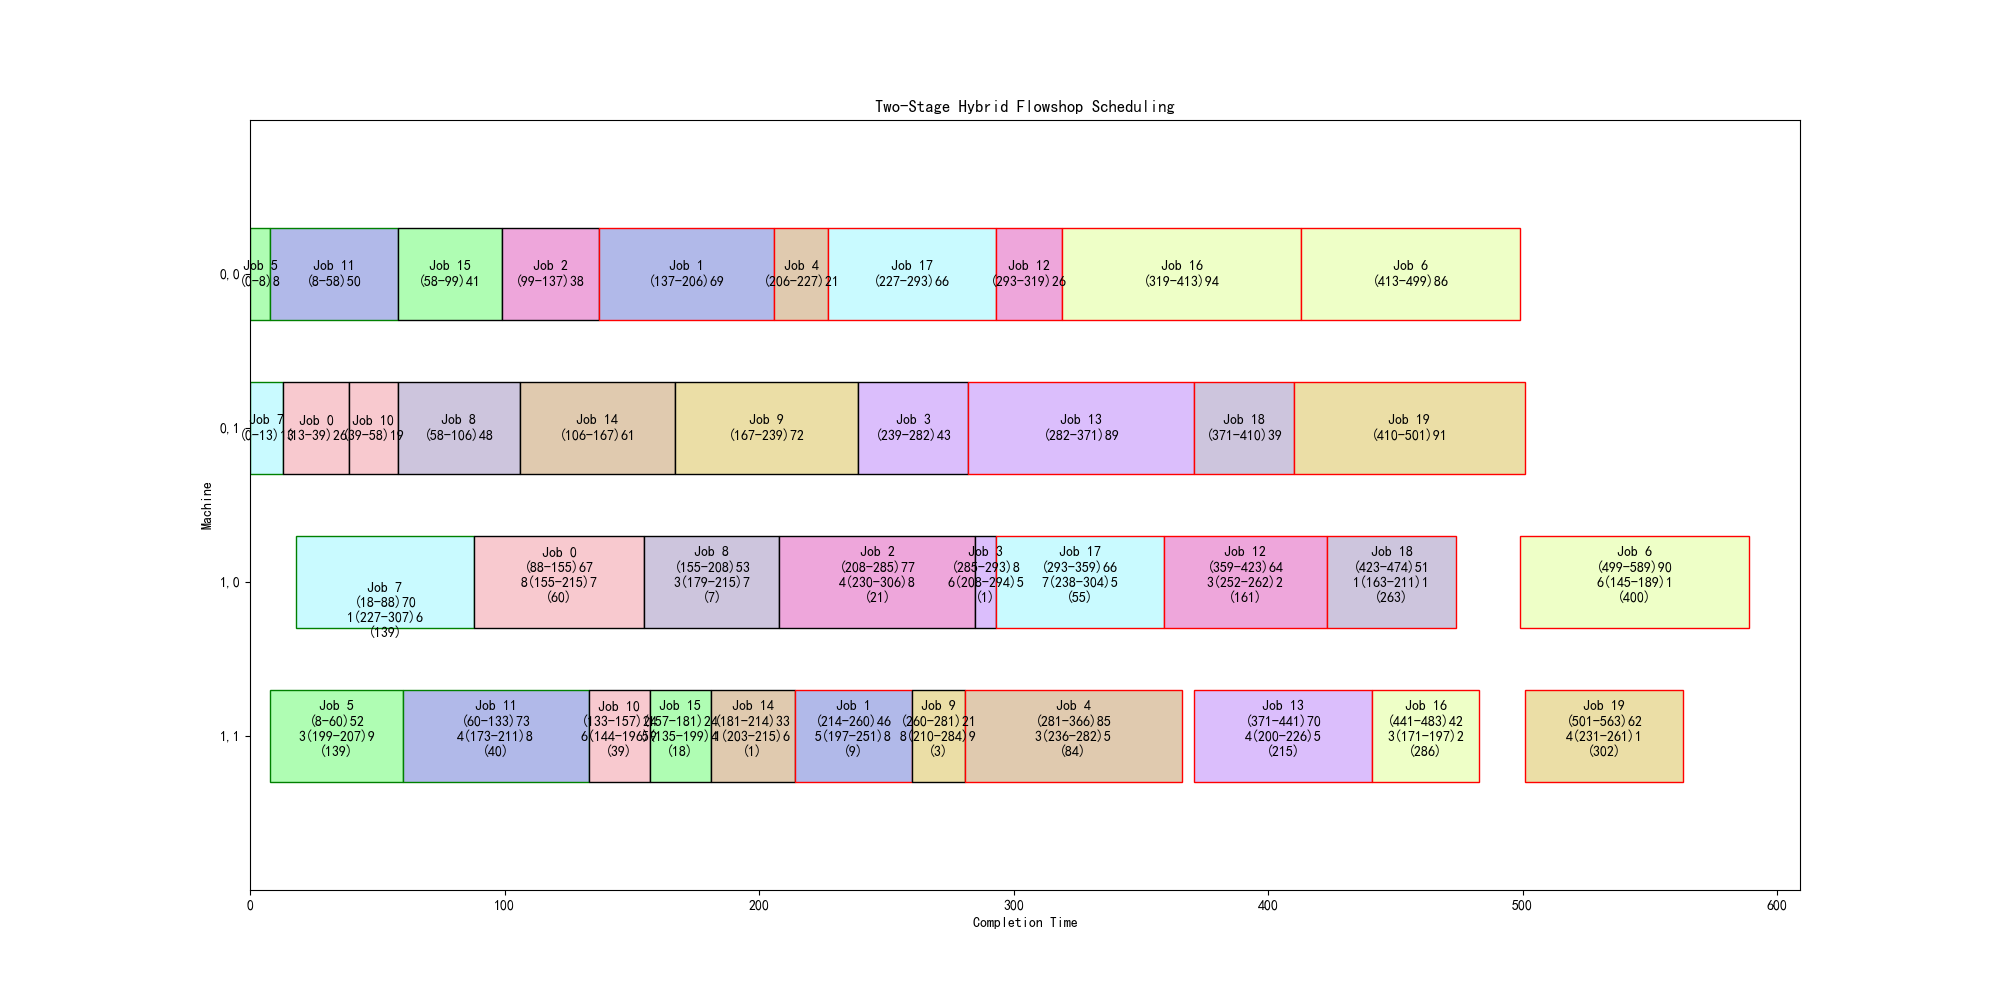 Two-Stage Hybrid Flowshop Scheduling
Machine
0,0
Job 5
(0-8)8
Job 11
(8-58)50
Job 15
(58-99)41
Job 2
(99-137)38
Job 1
(137-206)69
Job 4
(206-227)21
Job 17
(227-293)66
Job 12
(293-319)26
Job 16
(319-413)94
Job 6
(413-499)86
0,1
Job 7
(0-13)13
Job 0
(13-39)26
Job 10
(39-58)19
Job 8
(58-106)48
Job 14
(106-167)61
Job 9
(167-239)72
Job 3
(239-282)43
Job 13
(282-371)89
Job 18
(371-410)39
Job 19
(410-501)91
1,0
Job 7
(18-88)70
1(227-307)6
(139)
Job 0
(88-155)67
8(155-215)7
(60)
Job 8
(155-208)53
3(179-215)7
(7)
Job 2
(208-285)77
4(230-306)8
(21)
Job 3
(285-293)8
6(208-294)5
(1)
Job 17
(293-359)66
7(238-304)5
(55)
Job 12
(359-423)64
3(252-262)2
(161)
Job 18
(423-474)51
1(163-211)1
(263)
Job 6
(499-589)90
6(145-189)1
(400)
1,1
Job 5
(8-60)52
3(199-207)9
(139)
Job 11
(60-133)73
4(173-211)8
(40)
Job 10
(133-157)24
(39)
Job 15
(157-181)24
(18)
Job 14
(181-214)33
(203-215)6
(1)
Job 1
(214-260)46
5(197-251)8
(9)
Job 9
(260-281)21
8(210-284)9
(3)
Job 4
(281-366)85
3(236-282)5
(84)
Job 13
(371-441)70
4(200-226)5
(215)
Job 16
(441-483)42
3(171-197)2
(286)
Job 19
(501-563)62
4(231-261)1
(302)
0
100
200
300
400
500
600
Completion Time